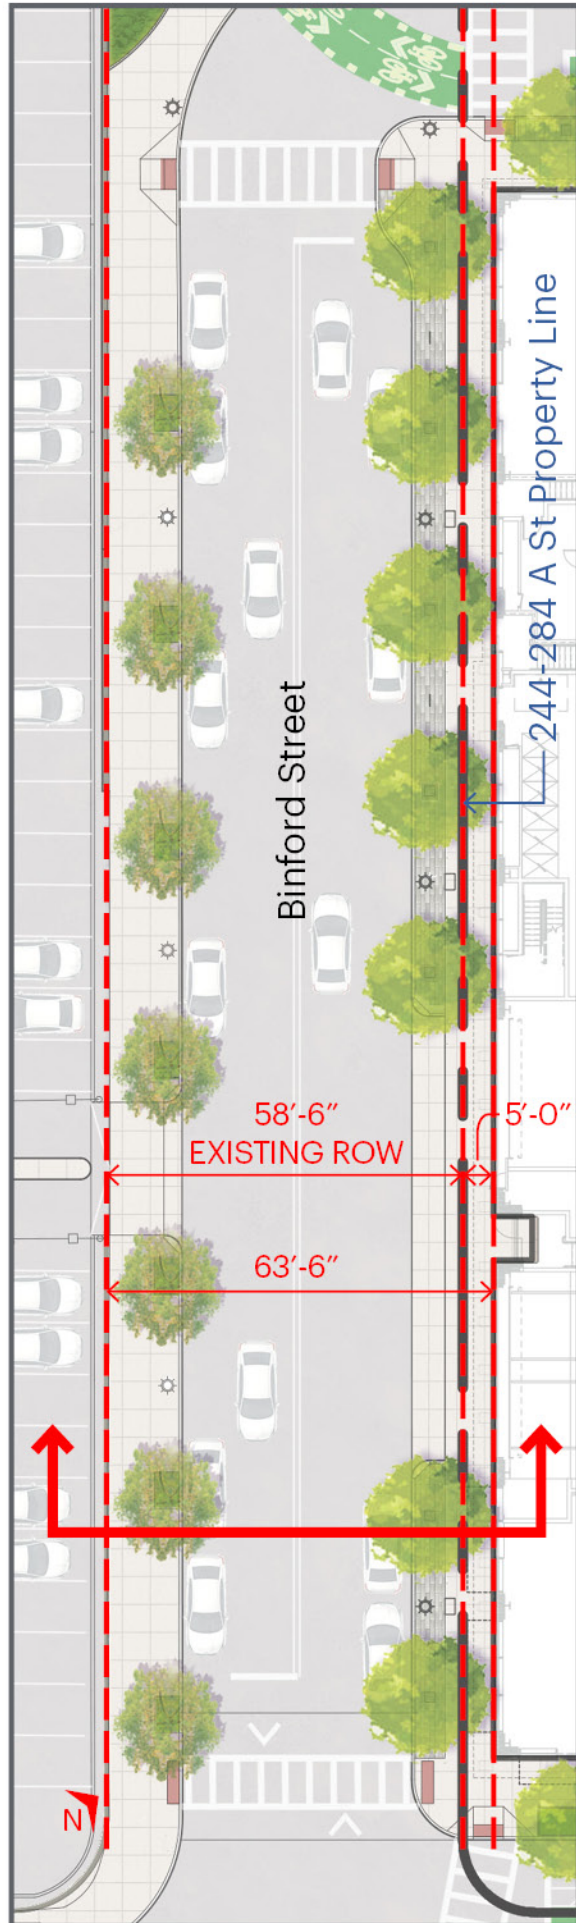 244-284 A St Property Line
Binford Street
58'-6"
EXISTING ROW
5'-0"
63'-6"
N